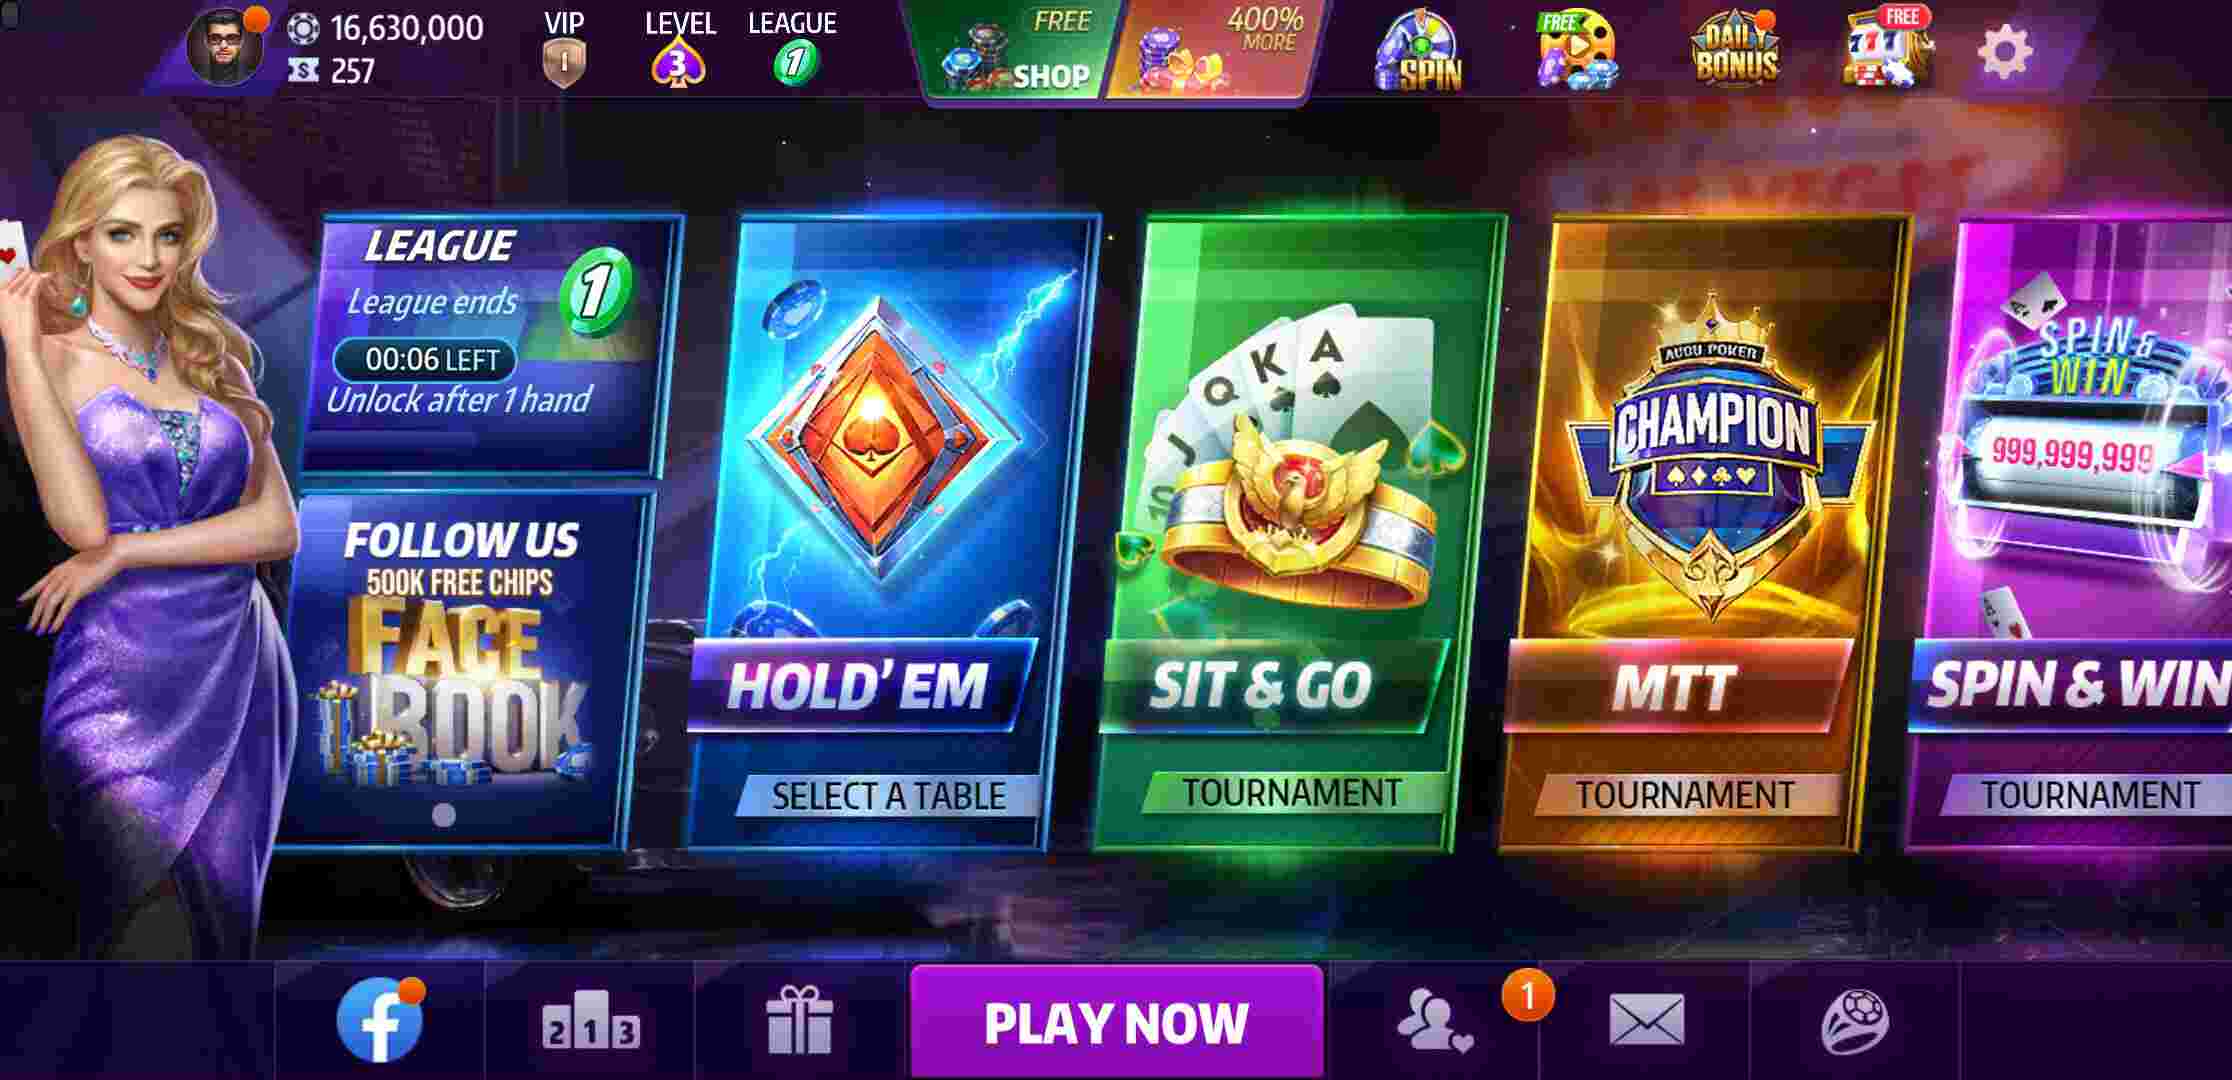 16,630,000
257
VIP
1
LEVEL
3
LEAGUE
1
FREE
SHOP
400%
MORE
SPIN
FREE
DAILY
BONUS
FREE
777
LEAGUE
League ends
1
00:06 LEFT
Unlock after 1 hand
FOLLOW US
500K FREE CHIPS
FACE
BOOK
HOLD'EM
SELECT A TABLE
10 J Q K A
SIT & GO
TOURNAMENT
AUOU POKER
CHAMPION
MTT
TOURNAMENT
SPIN &
WIN
999,999,999
SPIN & WIN
TOURNAMENT
f
2 1 3
PLAY NOW
1